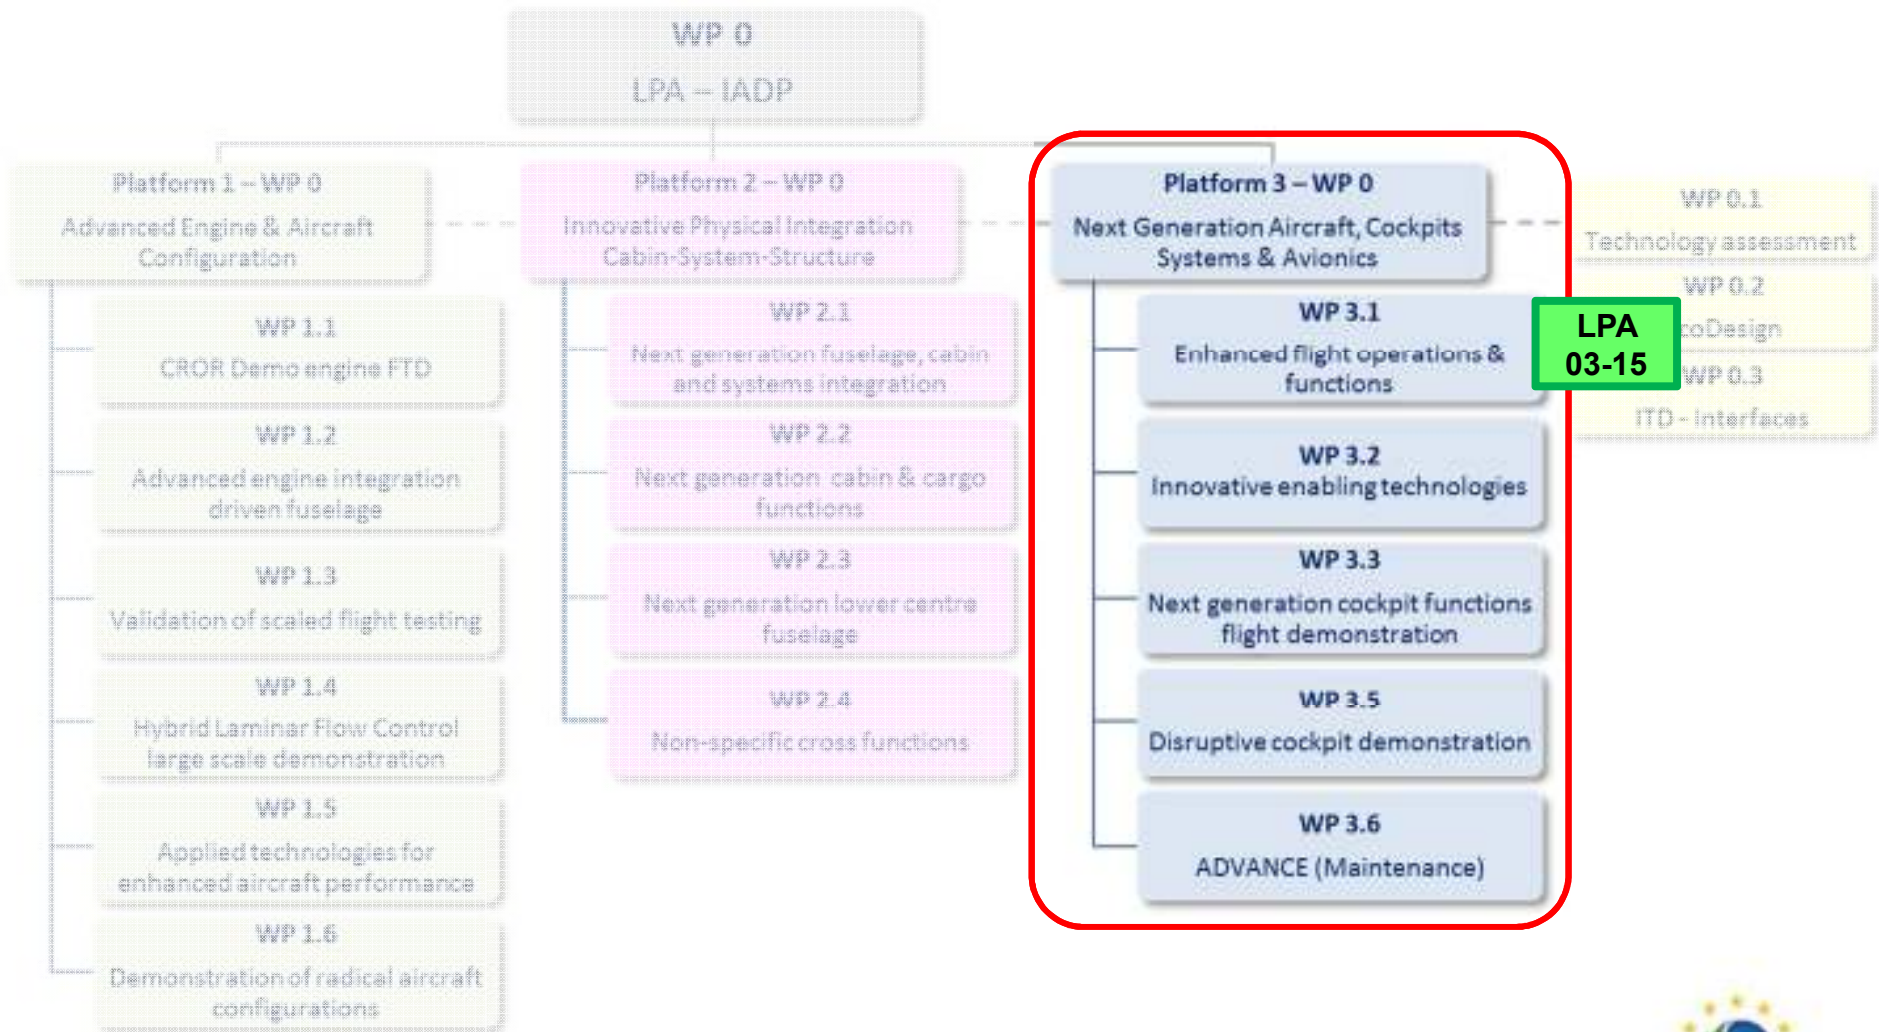 WP 0
LPA – IADP
Platform 1 – WP 0
Advanced Engine & Aircraft
Configuration
WP 1.1
CROR Demo engine FTD
WP 1.2
Advanced engine integration
driven fuselage
WP 1.3
Validation of scaled flight testing
WP 1.4
Hybrid Laminar Flow Control
large scale demonstration
WP 1.5
Applied technologies for
enhanced aircraft performance
WP 1.6
Demonstration of radical aircraft
configurations
Platform 2 – WP 0
Innovative Physical Integration
Cabin-System-Structure
WP 2.1
Next generation fuselage, cabin
and systems integration
WP 2.2
Next generation cabin & cargo
functions
WP 2.3
Next generation lower centre
fuselage
WP 2.4
Non-specific cross functions
Platform 3 – WP 0
Next Generation Aircraft, Cockpits
Systems & Avionics
WP 3.1
Enhanced flight operations &
functions
LPA
03-15
WP 3.2
Innovative enabling technologies
WP 3.3
Next generation cockpit functions
flight demonstration
WP 3.5
Disruptive cockpit demonstration
WP 3.6
ADVANCE (Maintenance)
WP 0.1
Technology assessment
WP 0.2
coDesign
WP 0.3
ITD - Interfaces